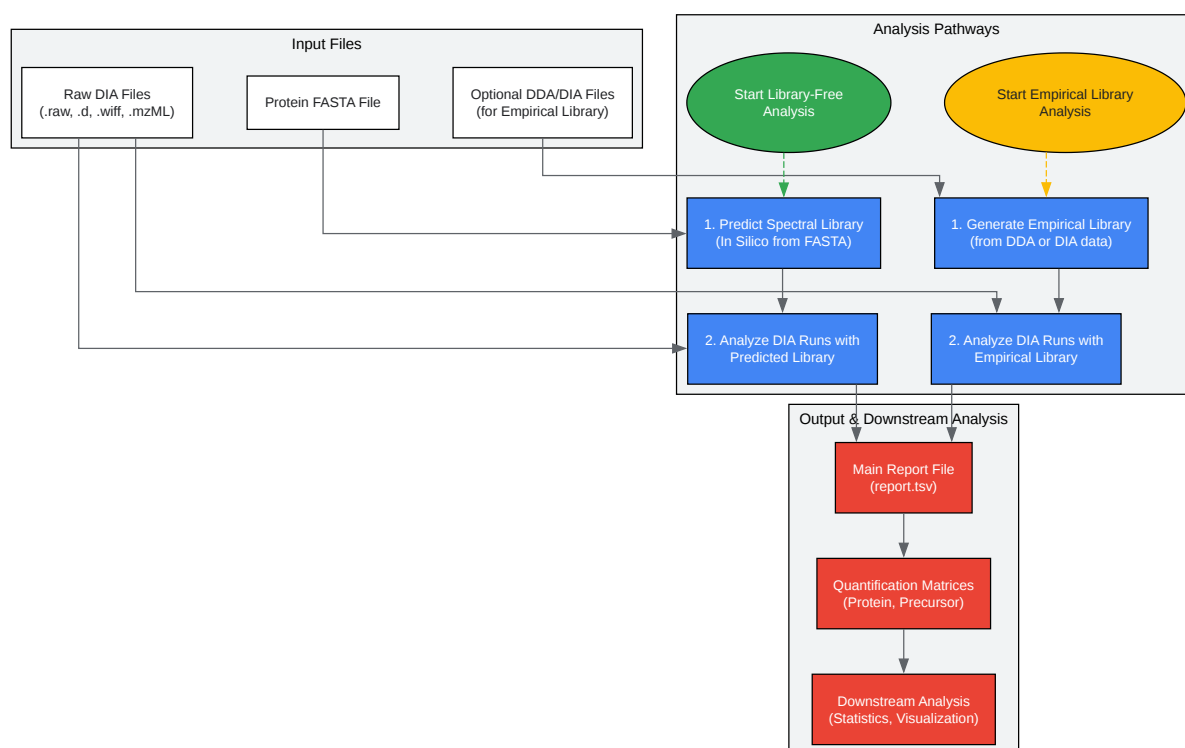 Input Files
Raw DIA Files
(.raw, .d, .wiff, .mzML)
Protein FASTA File
Optional DDA/DIA Files
(for Empirical Library)
Analysis Pathways
Start Library-Free
Analysis
Start Empirical Library
Analysis
1. Predict Spectral Library
(In Silico from FASTA)
1. Generate Empirical Library
(from DDA or DIA data)
2. Analyze DIA Runs with
Predicted Library
2. Analyze DIA Runs with
Empirical Library
Output & Downstream Analysis
Main Report File
(report.tsv)
Quantification Matrices
(Protein, Precursor)
Downstream Analysis
(Statistics, Visualization)